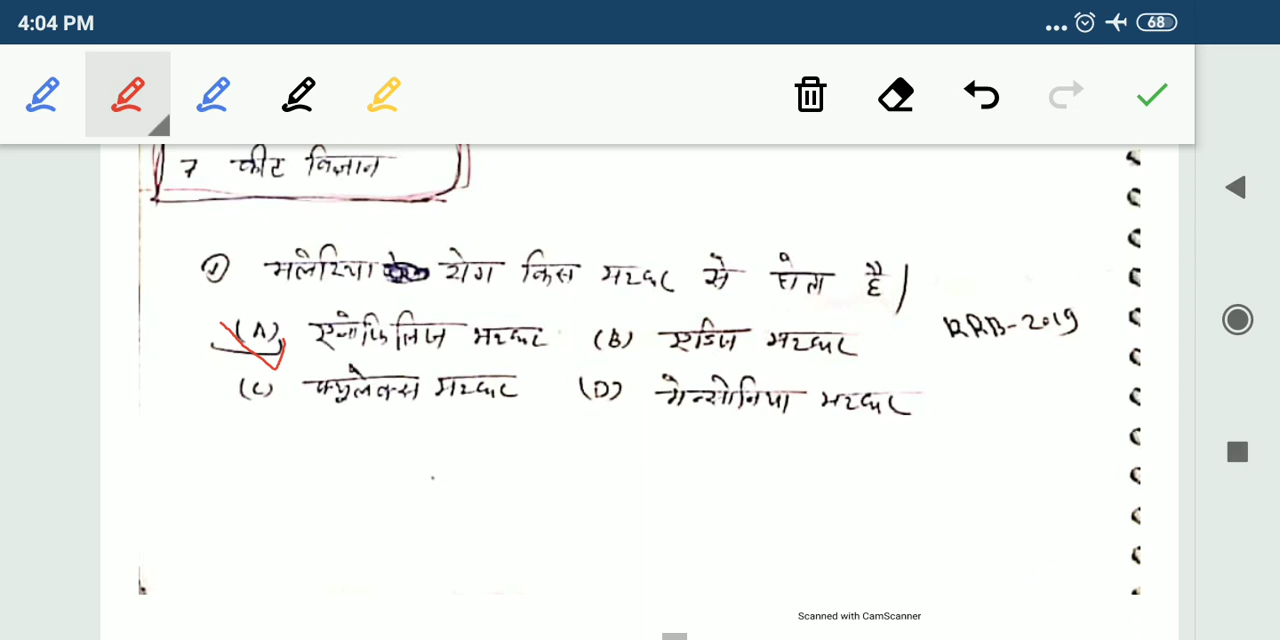 4:04 PM
68
7 कीट विज्ञान
① मलेरिया रोग किस मच्छर से होता है|
RRB-2019
(A) एनोफिलिज मच्छर (B) एडिज मच्छर
(C) क्युलेक्स मच्छर (D) मेन्सोनिया मच्छर
Scanned with CamScanner